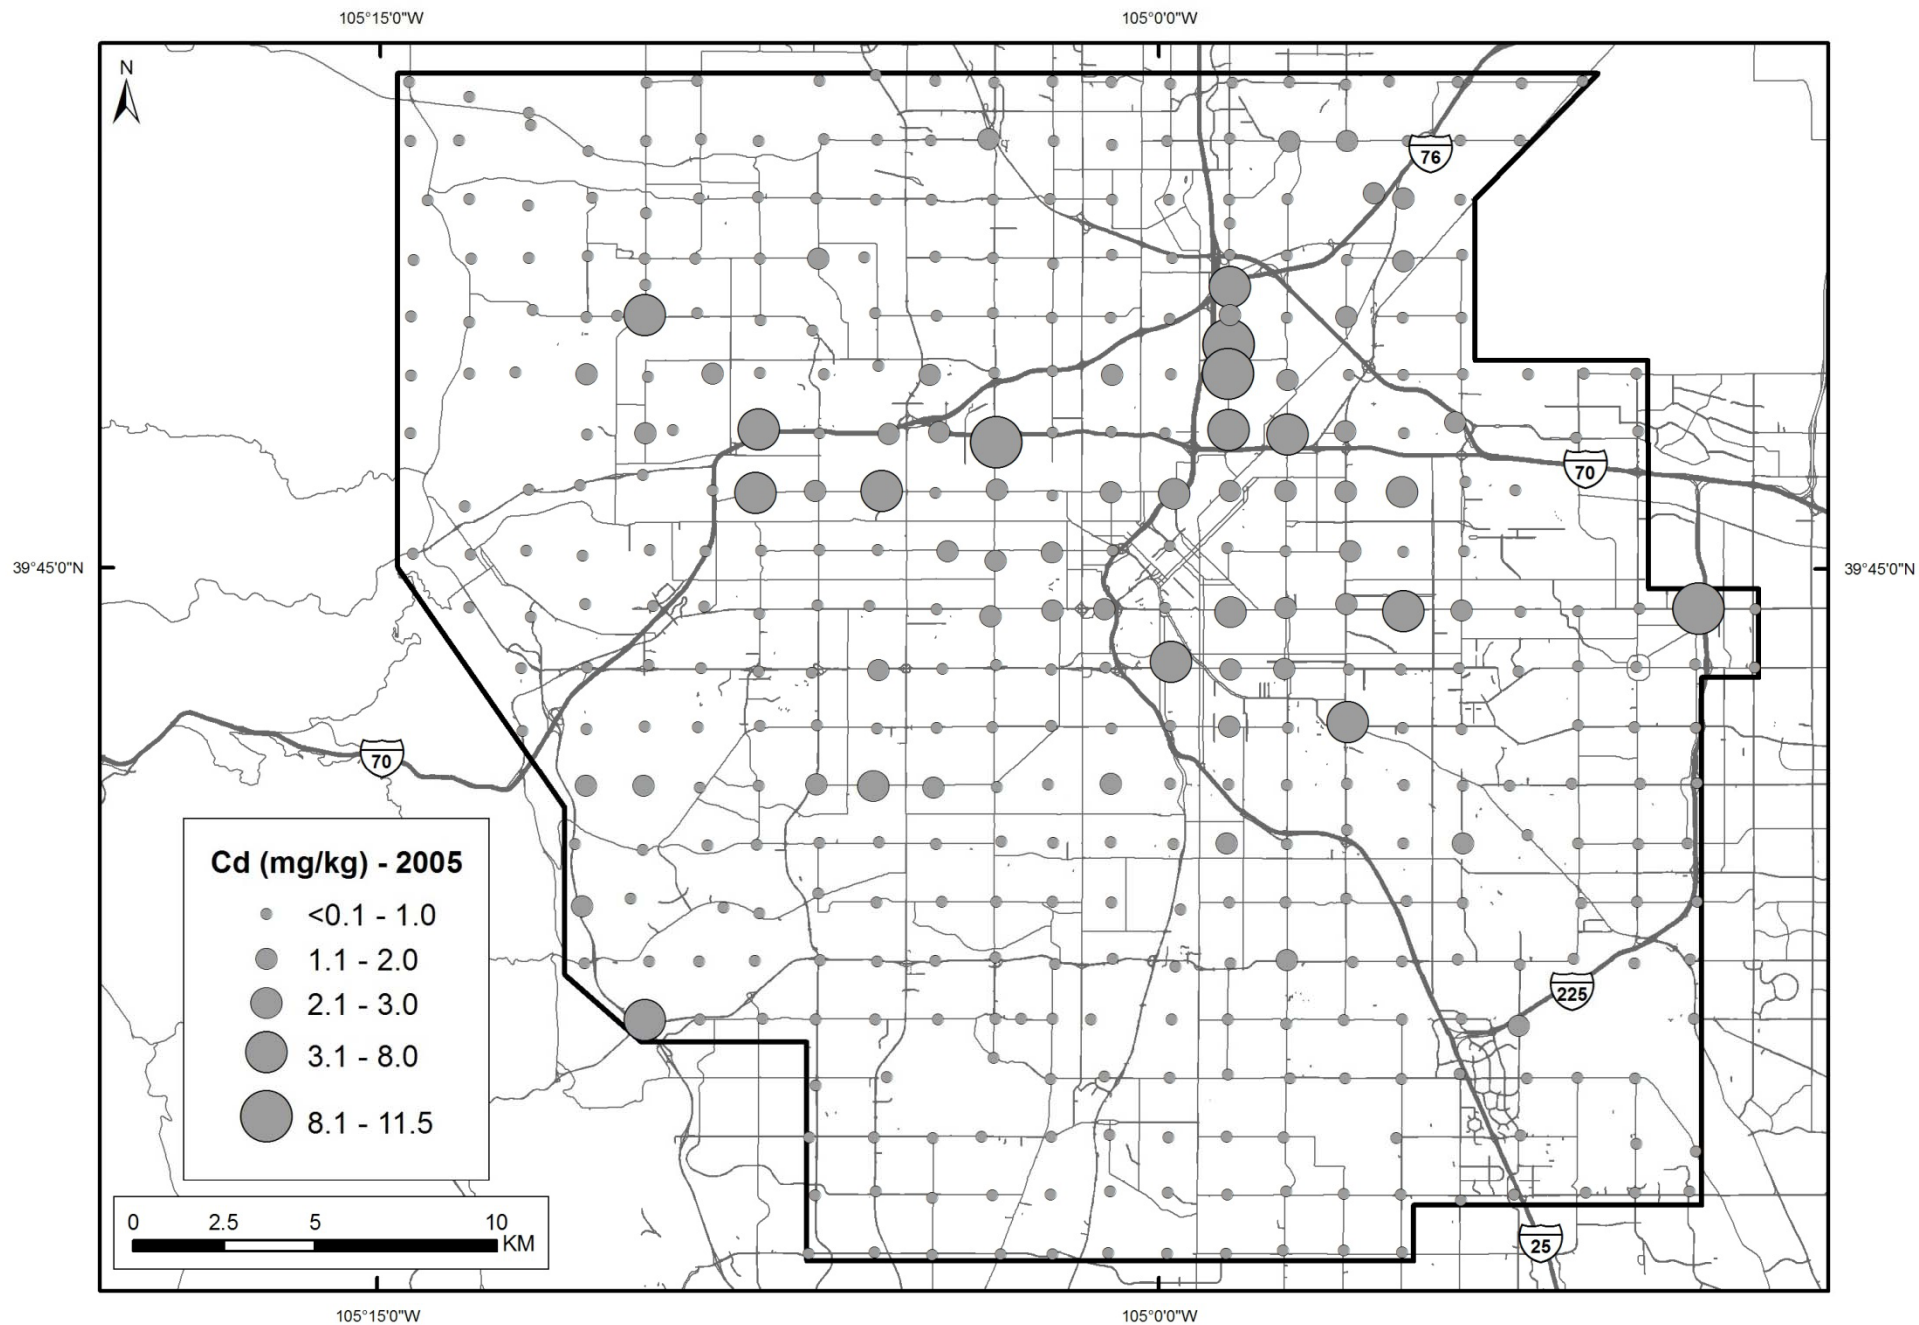 105°15'0"W 105°0'0"W
N
76
70
39°45'0"N 39°45'0"N
70
Cd (mg/kg) - 2005
<0.1 - 1.0
1.1 - 2.0
2.1 - 3.0
3.1 - 8.0
8.1 - 11.5
225
0 2.5 5 10
KM
25
105°15'0"W 105°0'0"W